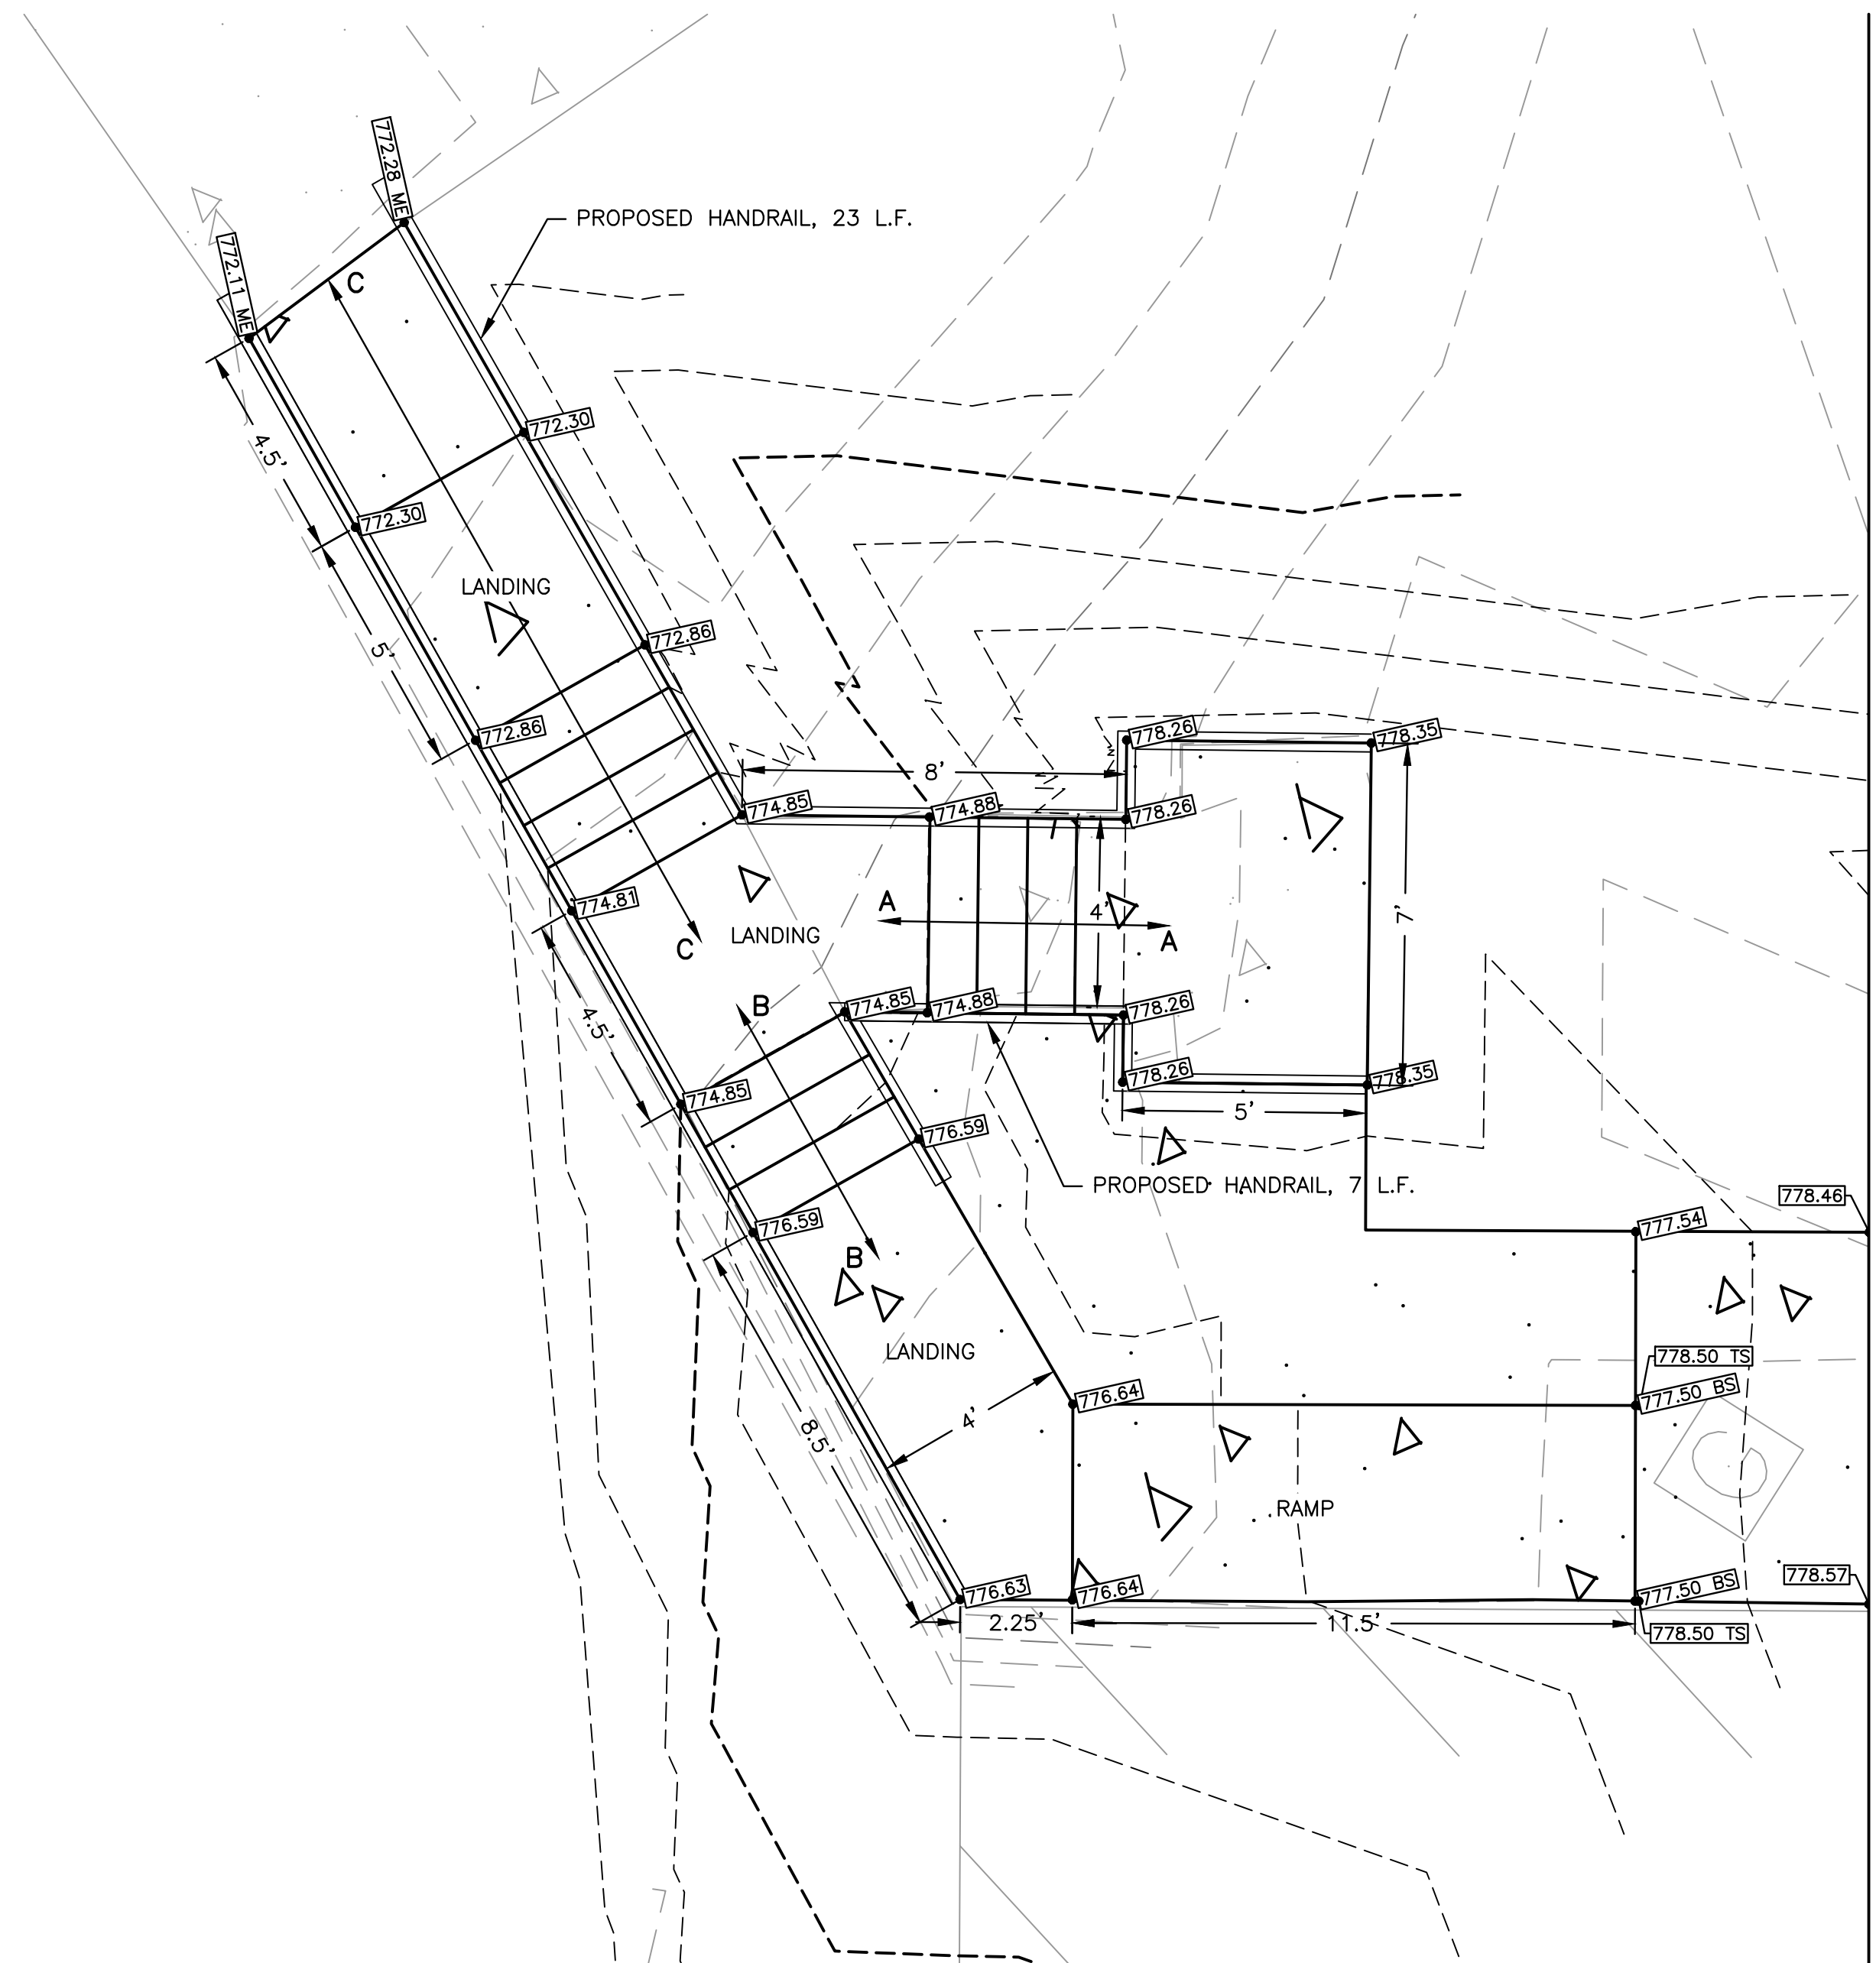 772.28 ME
PROPOSED HANDRAIL, 23 L.F.
772.11 ME
C
4.5'
772.30
772.30
LANDING
5'
772.86
772.86
778.26
778.35
8'
774.85
774.88
778.26
774.81
A
4'
7'
LANDING
A
C
B
774.85
774.88
778.26
4.5'
774.85
778.26
778.35
5'
776.59
PROPOSED HANDRAIL, 7 L.F.
778.46
776.59
777.54
B
LANDING
778.50 TS
776.64
777.50 BS
4'
8.5'
RAMP
778.57
776.63
776.64
777.50 BS
2.25'
11.5'
778.50 TS